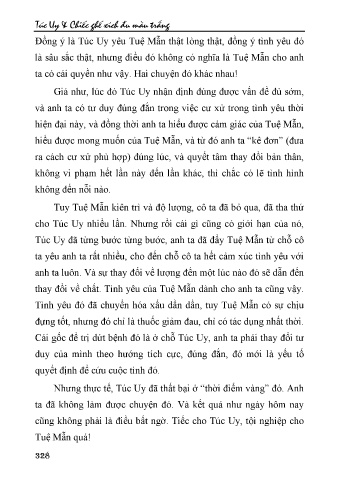 Túc Uy & Chiếc ghế xích đu màu trắng
Đồng ý là Túc Uy yêu Tuệ Mẫn thật lòng thật, đồng ý tình yêu đó
là sâu sắc thật, nhưng điều đó không có nghĩa là Tuệ Mẫn cho anh
ta có cái quyền như vậy. Hai chuyện đó khác nhau!
Giá như, lúc đó Túc Uy nhận định đúng được vấn đề đủ sớm,
và anh ta có tư duy đúng đắn trong việc cư xử trong tình yêu thời
hiện đại này, và đồng thời anh ta hiểu được cảm giác của Tuệ Mẫn,
hiểu được mong muốn của Tuệ Mẫn, và từ đó anh ta “kê đơn” (đưa
ra cách cư xử phù hợp) đúng lúc, và quyết tâm thay đổi bản thân,
không vi phạm hết lần này đến lần khác, thì chắc có lẽ tình hình
không đến nỗi nào.
Tuy Tuệ Mẫn kiên trì và độ lượng, cô ta đã bỏ qua, đã tha thứ
cho Túc Uy nhiều lần. Nhưng rồi cái gì cũng có giới hạn của nó,
Túc Uy đã từng bước từng bước, anh ta đã đẩy Tuệ Mẫn từ chỗ cô
ta yêu anh ta rất nhiều, cho đến chỗ cô ta hết cảm xúc tình yêu với
anh ta luôn. Và sự thay đổi về lượng đến một lúc nào đó sẽ dẫn đến
thay đổi về chất. Tình yêu của Tuệ Mẫn dành cho anh ta cũng vậy.
Tình yêu đó đã chuyển hóa xấu dần dần, tuy Tuệ Mẫn có sự chịu
đựng tốt, nhưng đó chỉ là thuốc giảm đau, chỉ có tác dụng nhất thời.
Cái gốc để trị dứt bệnh đó là ở chỗ Túc Uy, anh ta phải thay đổi tư
duy của mình theo hướng tích cực, đúng đắn, đó mới là yếu tố
quyết định để cứu cuộc tình đó.
Nhưng thực tế, Túc Uy đã thất bại ở “thời điểm vàng” đó. Anh
ta đã không làm được chuyện đó. Và kết quả như ngày hôm nay
cũng không phải là điều bất ngờ. Tiếc cho Túc Uy, tội nghiệp cho
Tuệ Mẫn quá!
328